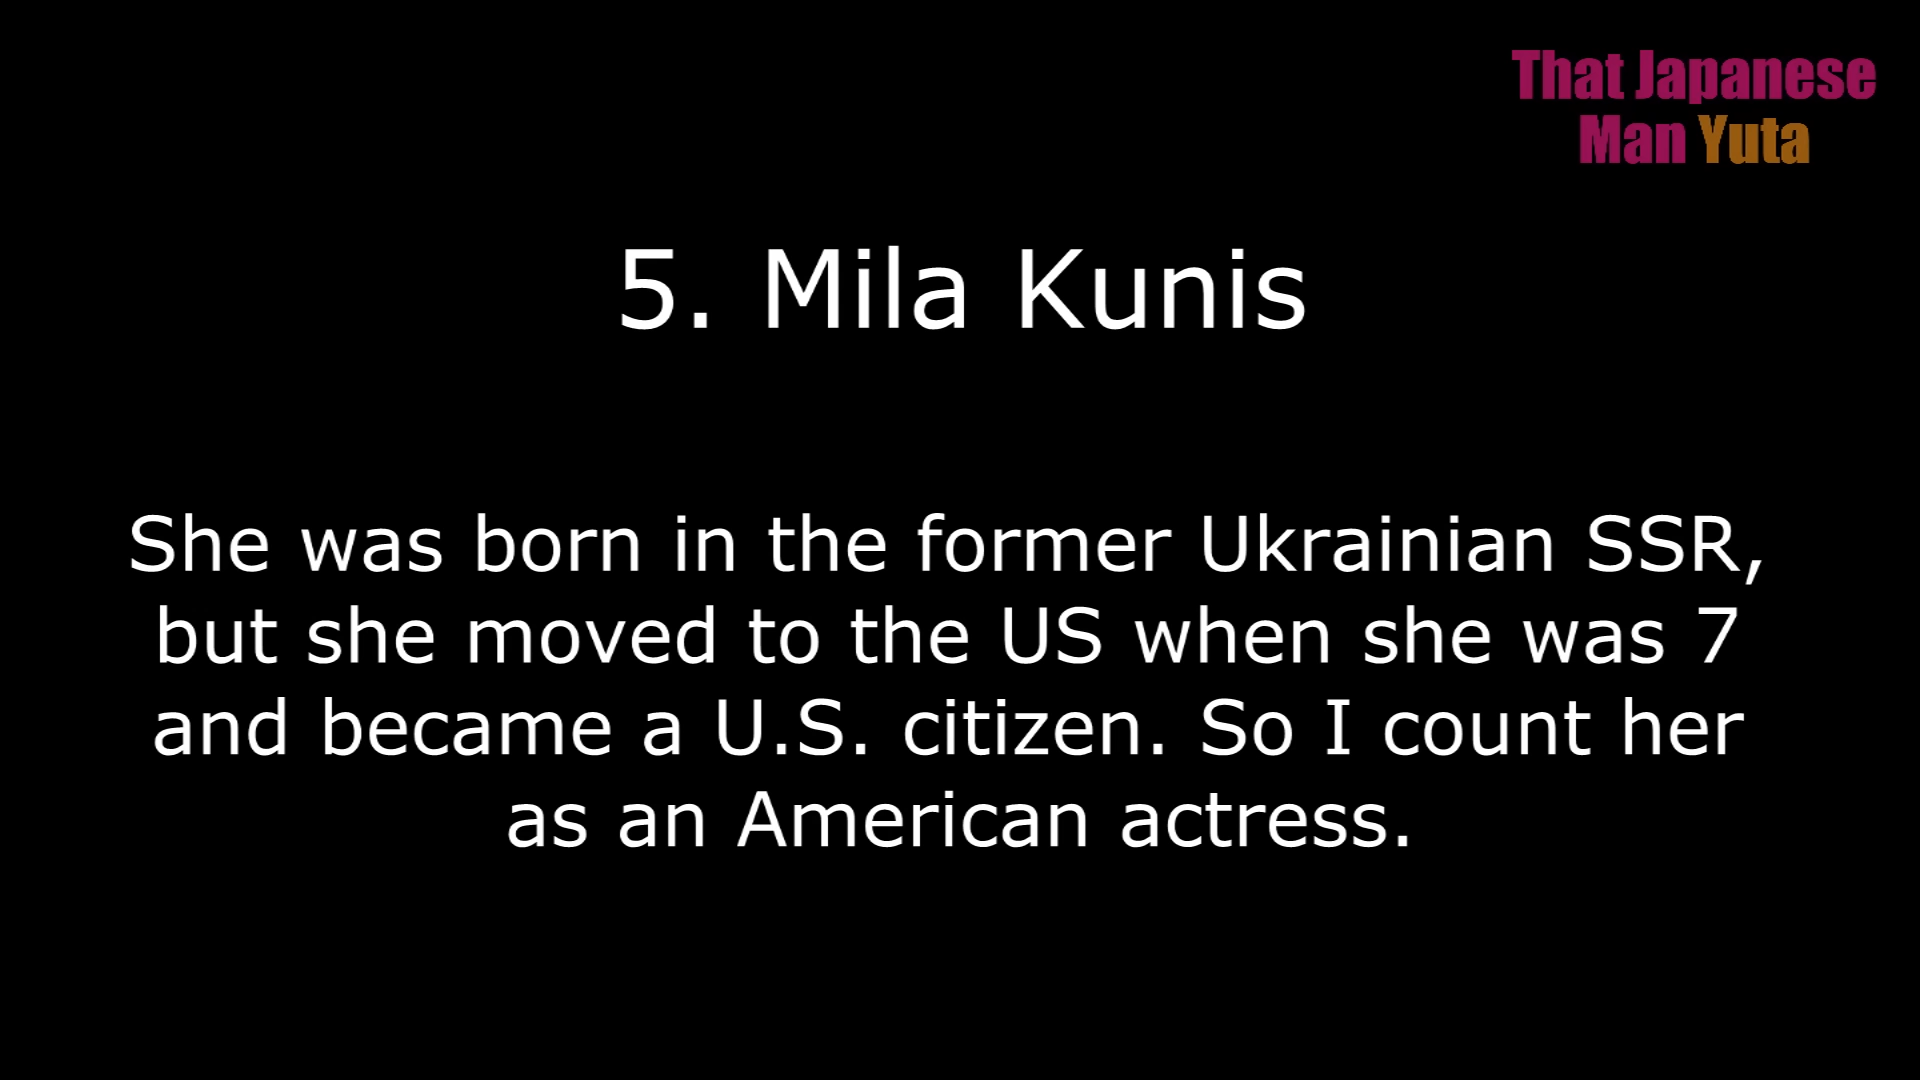 That Japanese
Man Yuta
5. Mila Kunis
She was born in the former Ukrainian SSR,
but she moved to the US when she was 7
and became a U.S. citizen. So I count her
as an American actress.